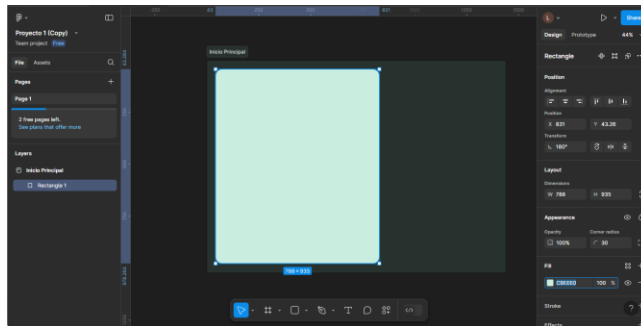 Proyecto 1 (Copy)
Team project Free
File Assets
Pages
Page 1
2 free pages left.
See plans that offer more
Layers
Inicio Principal
Rectangle 1
Inicio Principal
788 × 935
L
Share
Design Prototype 44%
Rectangle
Position
Alignment
Position
X 831 Y 43.26
Transform
180°
Layout
Dimensions
W 788 H 935
Appearance
Opacity Corner radius
100% 30
Fill
100 %
Stroke
Effects